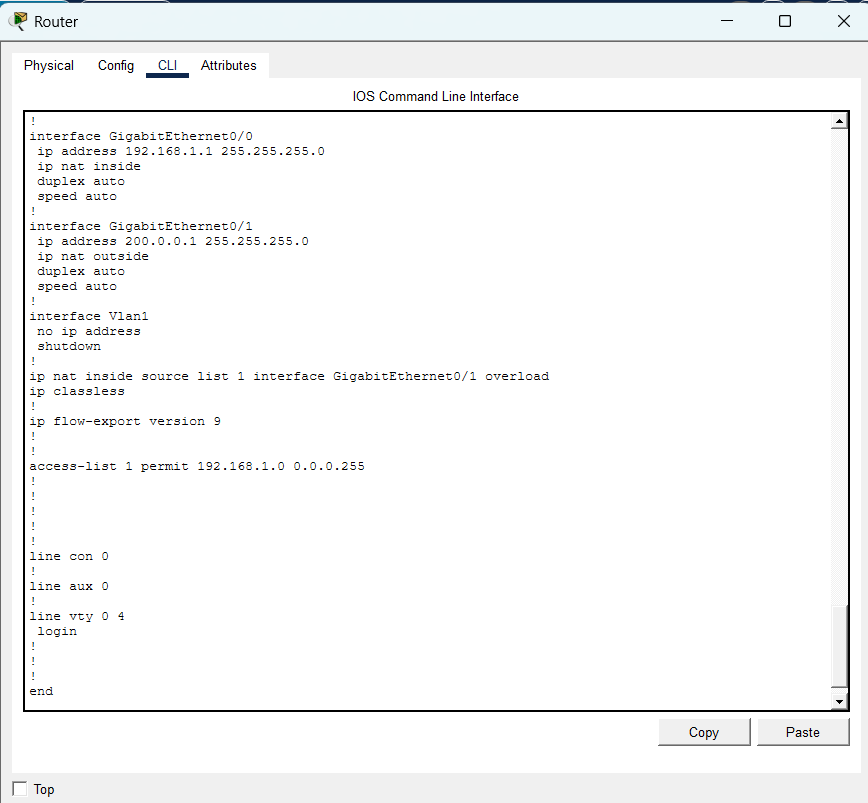 Router
Physical Config CLI Attributes
IOS Command Line Interface
!
interface GigabitEthernet0/0
 ip address 192.168.1.1 255.255.255.0
 ip nat inside
 duplex auto
 speed auto
!
interface GigabitEthernet0/1
 ip address 200.0.0.1 255.255.255.0
 ip nat outside
 duplex auto
 speed auto
!
interface Vlan1
 no ip address
 shutdown
!
ip nat inside source list 1 interface GigabitEthernet0/1 overload
ip classless
!
ip flow-export version 9
!
!
access-list 1 permit 192.168.1.0 0.0.0.255
!
!
!
!
!
line con 0
!
line aux 0
!
line vty 0 4
 login
!
!
!
end
Copy Paste
Top